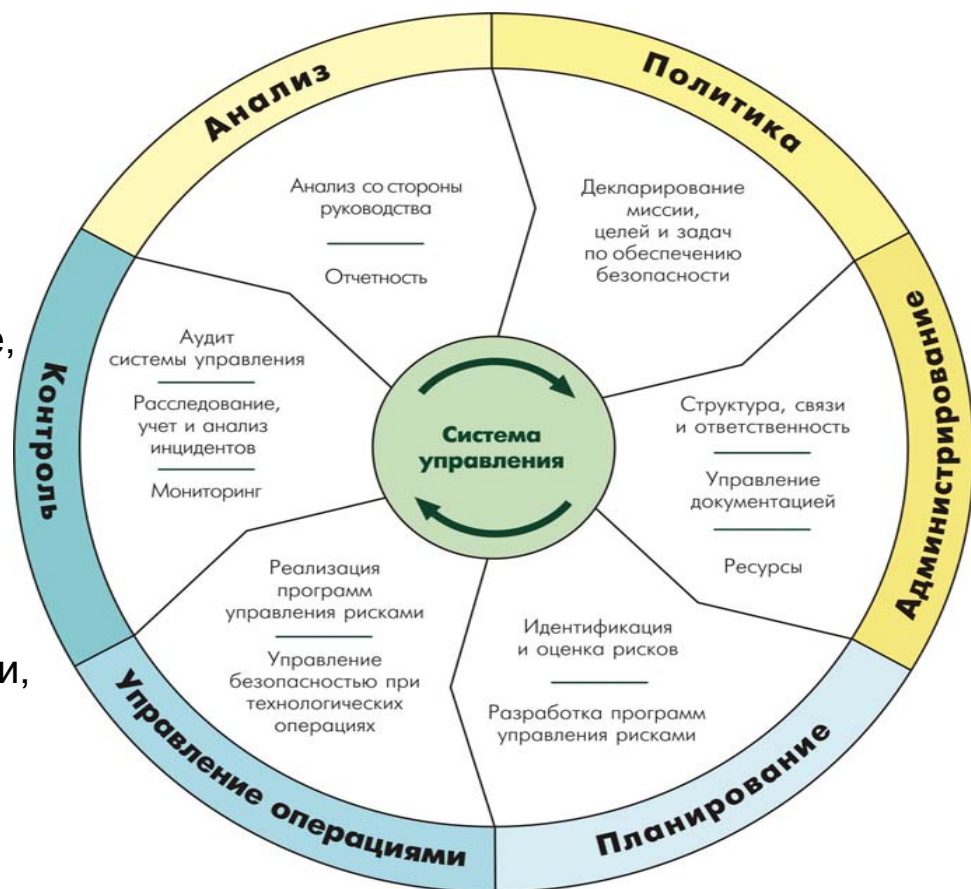 Анализ
Анализ со стороны
руководства
Отчетность
Политика
Декларирование
миссии,
целей и задач
по обеспечению
безопасности
Администрирование
Структура, связи
и ответственность
Управление
документацией
Ресурсы
Планирование
Идентификация
и оценка рисков
Разработка программ
управления рисками
Управление операциями
Реализация
программ
управления рисками
Управление
безопасностью при
технологических
операциях
Контроль
Аудит
системы управления
Расследование,
учет и анализ
инцидентов
Мониторинг
Система
управления
е,
и,